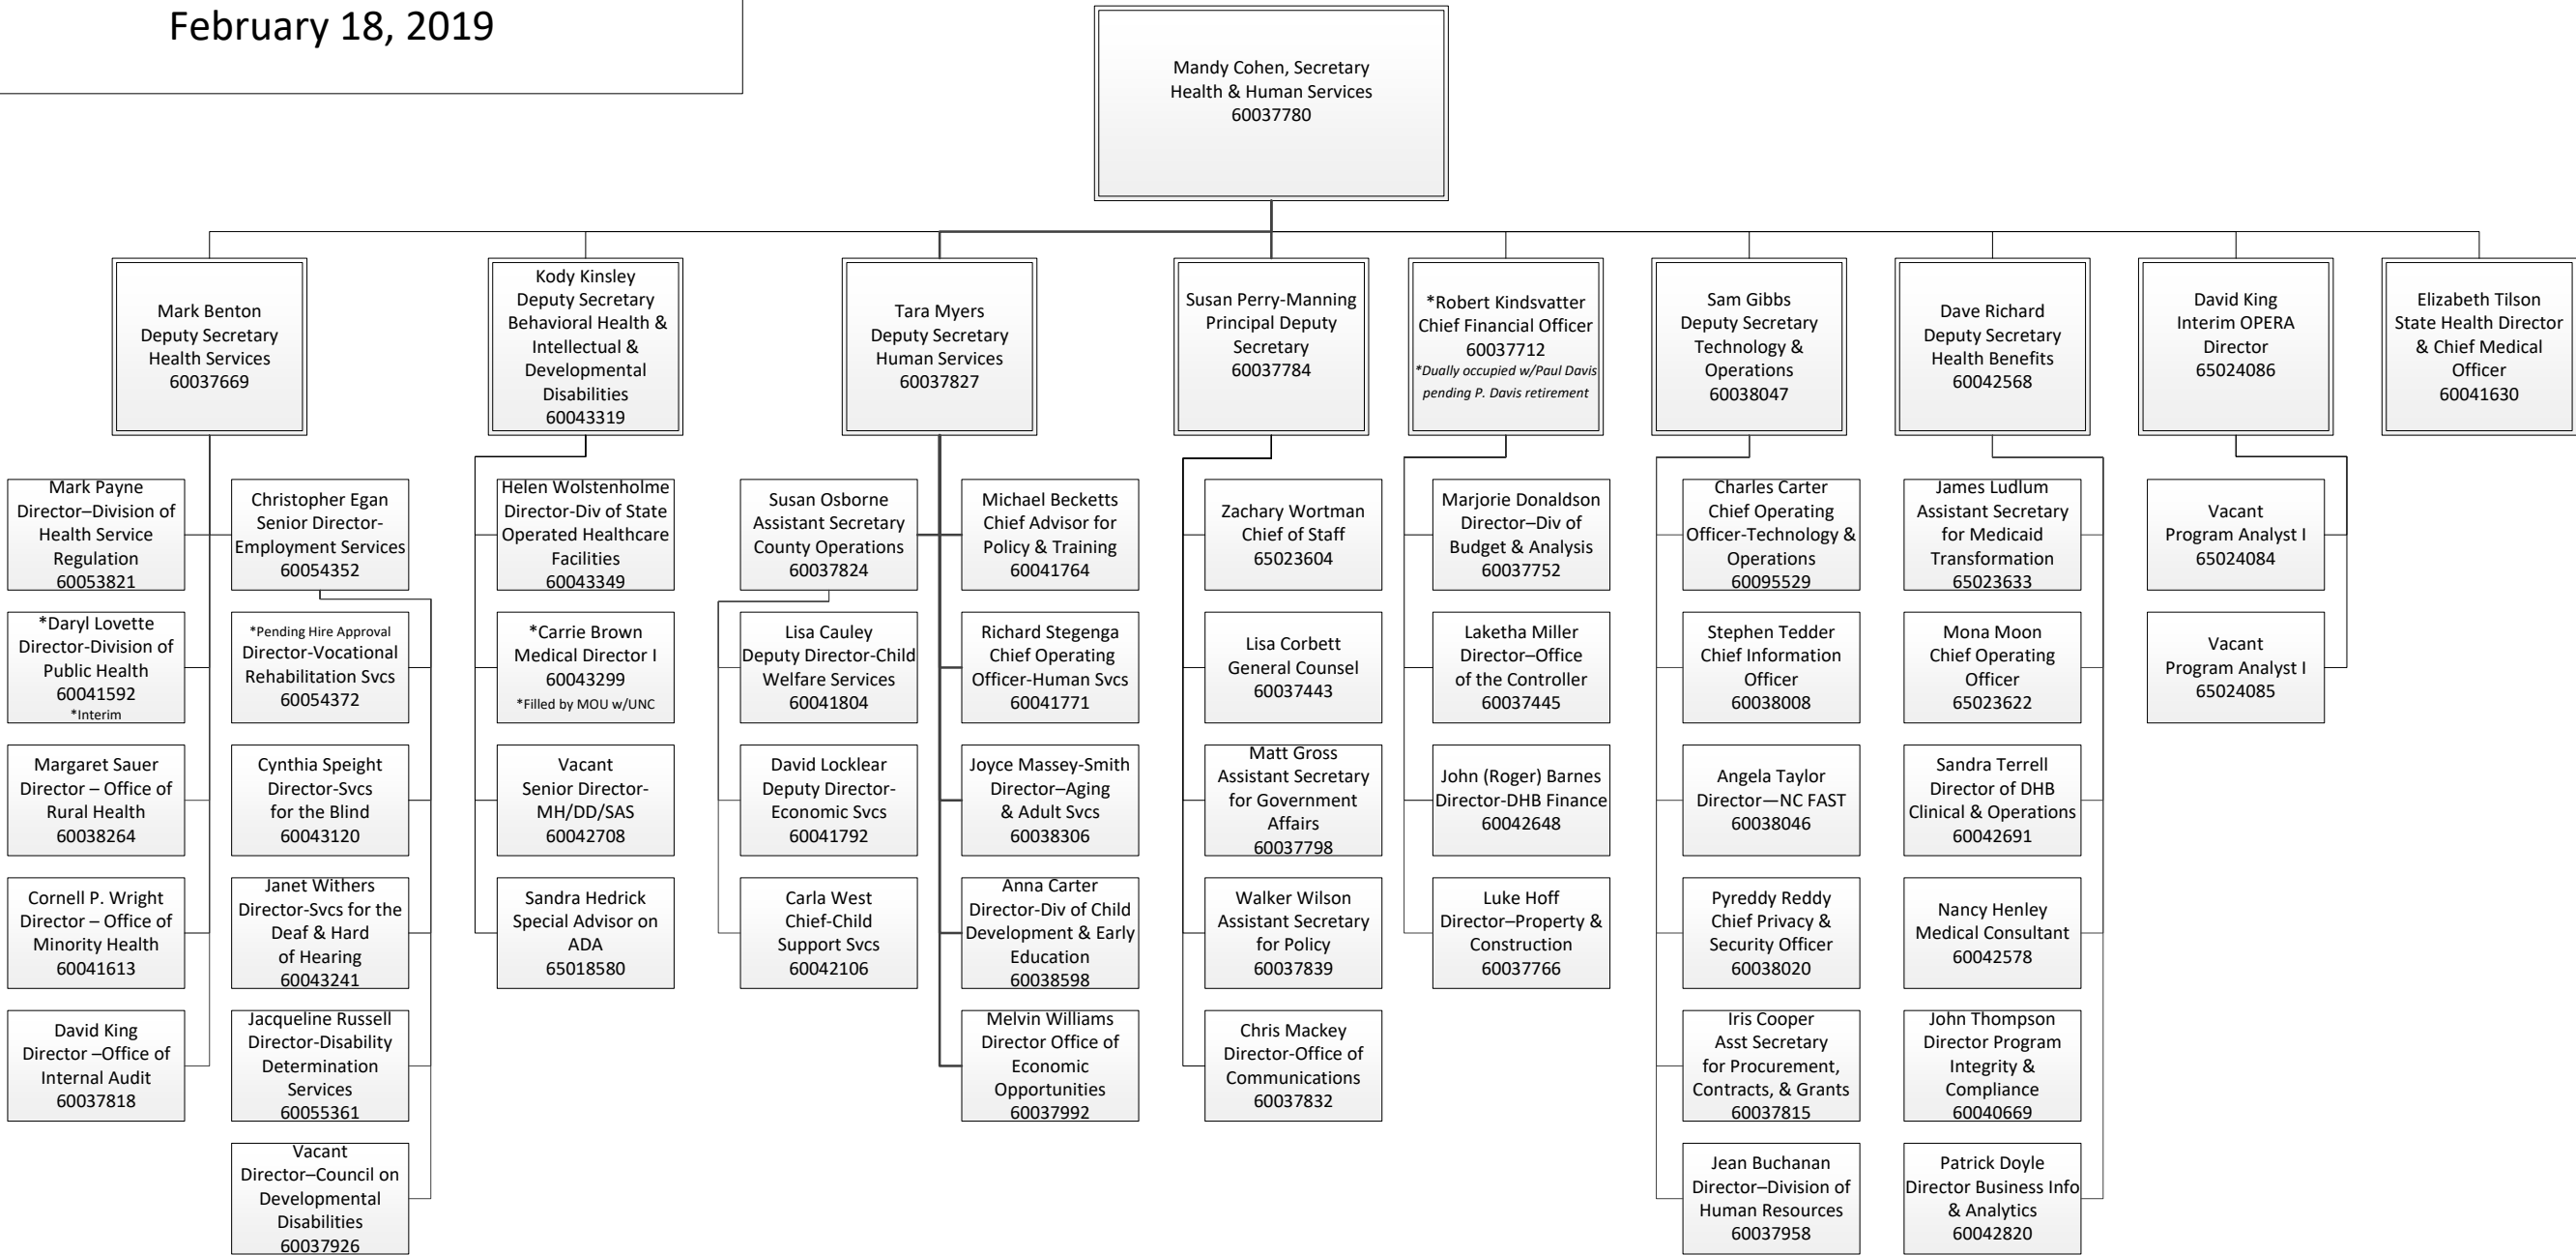 February 18, 2019
Mandy Cohen, Secretary
Health & Human Services
60037780
Mark Benton
Deputy Secretary
Health Services
60037669
Kody Kinsley
Deputy Secretary
Behavioral Health &
Intellectual &
Developmental
Disabilities
60043319
Tara Myers
Deputy Secretary
Human Services
60037827
Susan Perry-Manning
Principal Deputy
Secretary
60037784
*Robert Kindsvatter
Chief Financial Officer
60037712
*Dually occupied w/Paul Davis
pending P. Davis retirement
Sam Gibbs
Deputy Secretary
Technology &
Operations
60038047
Dave Richard
Deputy Secretary
Health Benefits
60042568
David King
Interim OPERA
Director
65024086
Elizabeth Tilson
State Health Director
& Chief Medical
Officer
60041630
Mark Payne
Director–Division of
Health Service
Regulation
60053821
*Daryl Lovette
Director-Division of
Public Health
60041592
*Interim
Margaret Sauer
Director – Office of
Rural Health
60038264
Cornell P. Wright
Director – Office of
Minority Health
60041613
David King
Director –Office of
Internal Audit
60037818
Christopher Egan
Senior Director-
Employment Services
60054352
*Pending Hire Approval
Director-Vocational
Rehabilitation Svcs
60054372
Cynthia Speight
Director-Svcs
for the Blind
60043120
Janet Withers
Director-Svcs for the
Deaf & Hard
of Hearing
60043241
Jacqueline Russell
Director-Disability
Determination
Services
60055361
Vacant
Director–Council on
Developmental
Disabilities
60037926
Helen Wolstenholme
Director-Div of State
Operated Healthcare
Facilities
60043349
*Carrie Brown
Medical Director I
60043299
*Filled by MOU w/UNC
Vacant
Senior Director-
MH/DD/SAS
60042708
Sandra Hedrick
Special Advisor on
ADA
65018580
Susan Osborne
Assistant Secretary
County Operations
60037824
Lisa Cauley
Deputy Director-Child
Welfare Services
60041804
David Locklear
Deputy Director-
Economic Svcs
60041792
Carla West
Chief-Child
Support Svcs
60042106
Michael Becketts
Chief Advisor for
Policy & Training
60041764
Richard Stegenga
Chief Operating
Officer-Human Svcs
60041771
Joyce Massey-Smith
Director–Aging
& Adult Svcs
60038306
Anna Carter
Director-Div of Child
Development & Early
Education
60038598
Melvin Williams
Director Office of
Economic
Opportunities
60037992
Zachary Wortman
Chief of Staff
65023604
Lisa Corbett
General Counsel
60037443
Matt Gross
Assistant Secretary
for Government
Affairs
60037798
Walker Wilson
Assistant Secretary
for Policy
60037839
Chris Mackey
Director-Office of
Communications
60037832
Marjorie Donaldson
Director–Div of
Budget & Analysis
60037752
Laketha Miller
Director–Office
of the Controller
60037445
John (Roger) Barnes
Director-DHB Finance
60042648
Luke Hoff
Director–Property &
Construction
60037766
Charles Carter
Chief Operating
Officer-Technology &
Operations
60095529
Stephen Tedder
Chief Information
Officer
60038008
Angela Taylor
Director—NC FAST
60038046
Pyreddy Reddy
Chief Privacy &
Security Officer
60038020
Iris Cooper
Asst Secretary
for Procurement,
Contracts, & Grants
60037815
Jean Buchanan
Director–Division of
Human Resources
60037958
James Ludlum
Assistant Secretary
for Medicaid
Transformation
65023633
Mona Moon
Chief Operating
Officer
65023622
Sandra Terrell
Director of DHB
Clinical & Operations
60042691
Nancy Henley
Medical Consultant
60042578
John Thompson
Director Program
Integrity &
Compliance
60040669
Patrick Doyle
Director Business Info
& Analytics
60042820
Vacant
Program Analyst I
65024084
Vacant
Program Analyst I
65024085